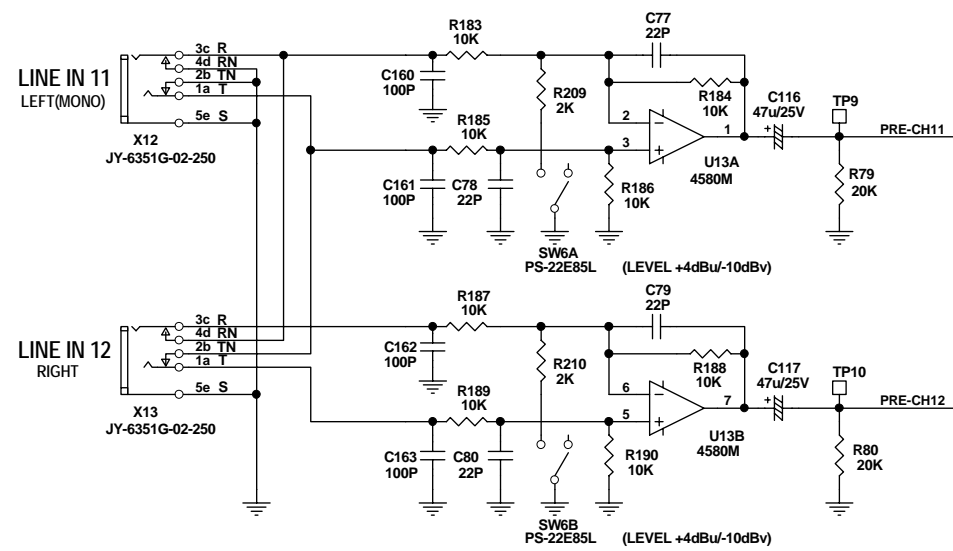 LINE IN 11
LEFT(MONO)
3c R
4d RN
2b TN
1a T
5e S
X12
JY-6351G-02-250
R183
10K
C160
100P
R185
10K
C161
100P
C78
22P
R209
2K
C77
22P
R184
10K
2
3
1
U13A
4580M
R186
10K
C116
47u/25V
+
TP9
PRE-CH11
R79
20K
SW6A
PS-22E85L
(LEVEL +4dBu/-10dBv)
LINE IN 12
RIGHT
3c R
4d RN
2b TN
1a T
5e S
X13
JY-6351G-02-250
R187
10K
C162
100P
R189
10K
C163
100P
C80
22P
R210
2K
C79
22P
R188
10K
6
5
7
U13B
4580M
R190
10K
C117
47u/25V
+
TP10
PRE-CH12
R80
20K
SW6B
PS-22E85L
(LEVEL +4dBu/-10dBv)